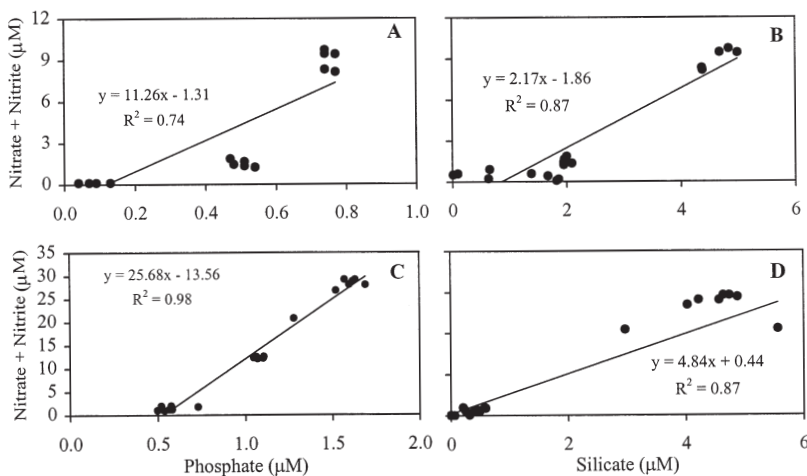 A
B
Nitrate + Nitrite (μM)
12
9
6
3
0
y = 11.26x - 1.31
R² = 0.74
y = 2.17x - 1.86
R² = 0.87
0.0 0.2 0.4 0.6 0.8 1.0
0 2 4 6
C
D
Nitrate + Nitrite (μM)
35
30
25
20
15
10
5
0
y = 25.68x - 13.56
R² = 0.98
y = 4.84x + 0.44
R² = 0.87
0.0 0.5 1.0 1.5 2.0
0 2 4 6
Phosphate (μM)
Silicate (μM)